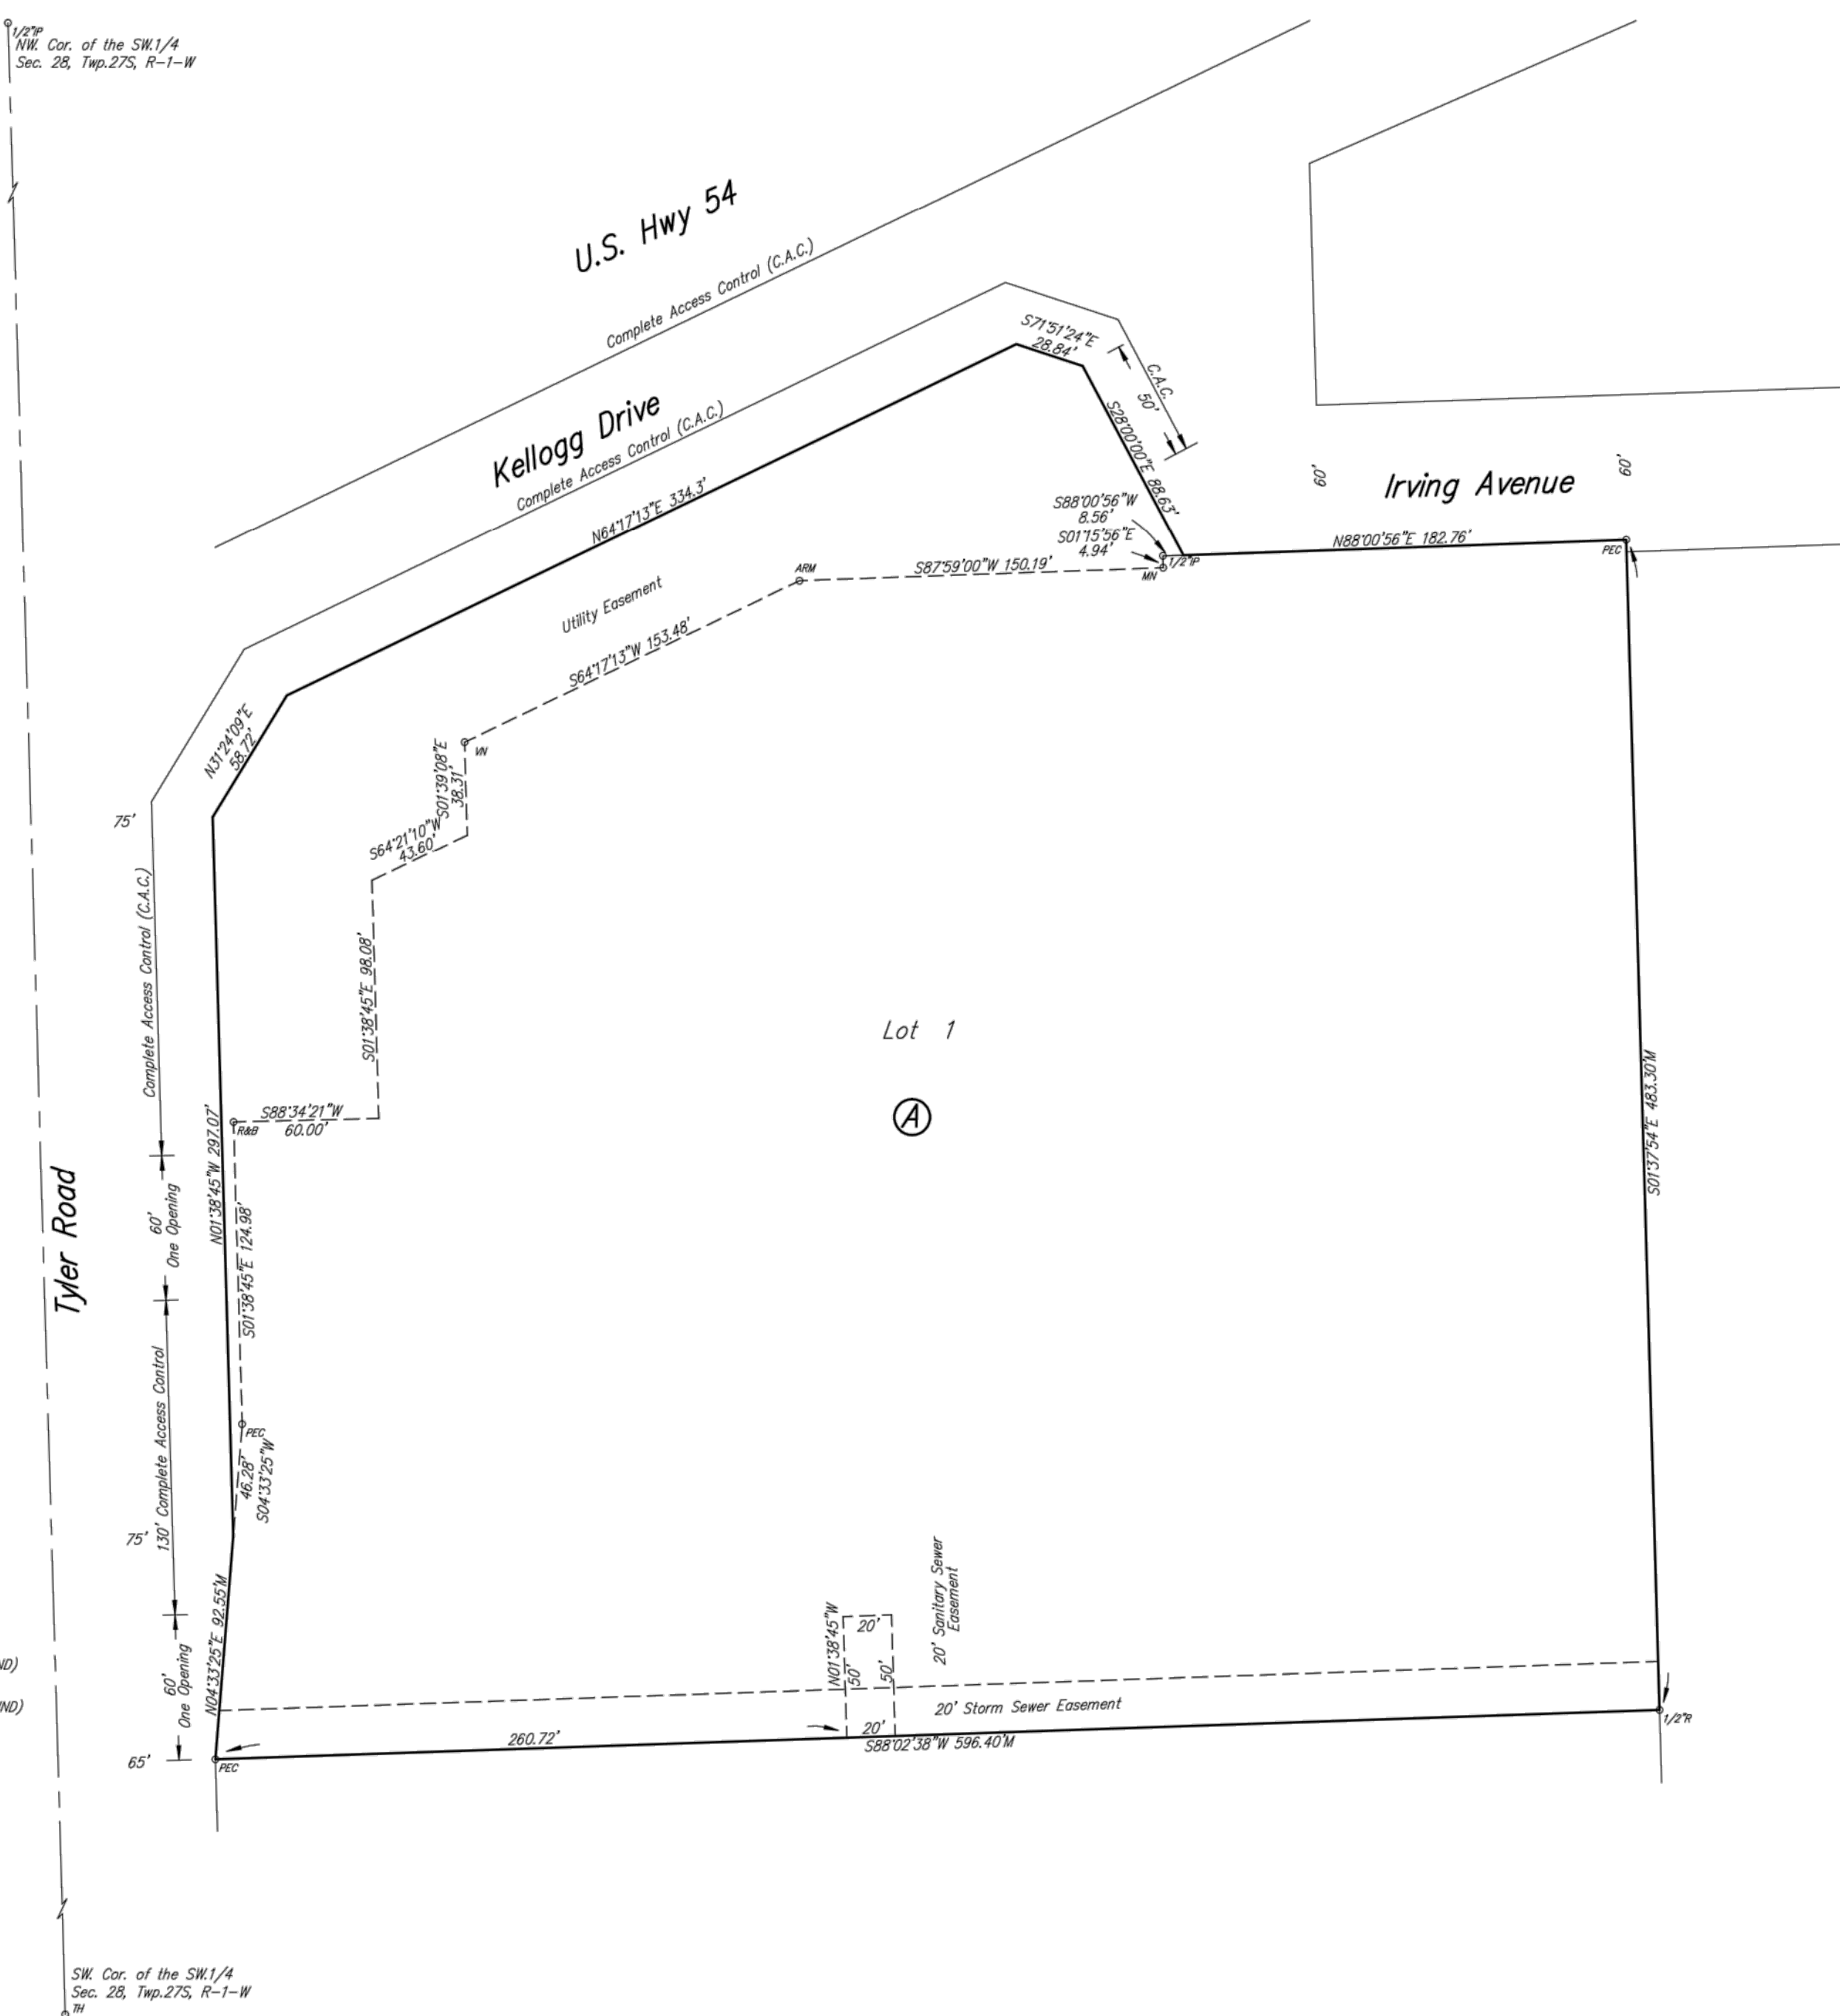 1/2"IP
NW. Cor. of the SW.1/4
Sec. 28, Twp.27S, R-1-W
U.S. Hwy 54
Complete Access Control (C.A.C.)
Kellogg Drive
Complete Access Control (C.A.C.)
S71°51'24"E
28.84'
C.A.C.
50'
S28°00'00"E 88.63'
N64°17'13"E 334.3'
60'
Irving Avenue
60'
S88°00'56"W
8.56'
S01°15'56"E
4.94'
1/2"IP
MN
N88°00'56"E 182.76'
PEC
ARM
S87°59'00"W 150.19'
Utility Easement
S64°17'13"W 153.48'
N31°24'09"E
58.72'
VN
S01°39'08"E
38.31'
S64°21'10"W
43.60'
75'
Complete Access Control (C.A.C.)
S01°38'45"E 98.08'
Lot 1
A
S88°34'21"W
60.00'
R&B
N01°38'45"W 297.07'
S01°37'54"E 483.30'M
Tyler Road
60'
One Opening
S01°38'45"E 124.98'
130' Complete Access Control
PEC
46.28'
S04°33'25"W
75'
N04°33'25"E 92.55'M
60'
One Opening
N01°38'45"W
50'
20'
50'
20' Sanitary Sewer
Easement
ND)
ND)
20' Storm Sewer Easement
260.72'
20'
S88°02'38"W 596.40'M
1/2"R
65'
PEC
SW. Cor. of the SW.1/4
Sec. 28, Twp.27S, R-1-W
TH